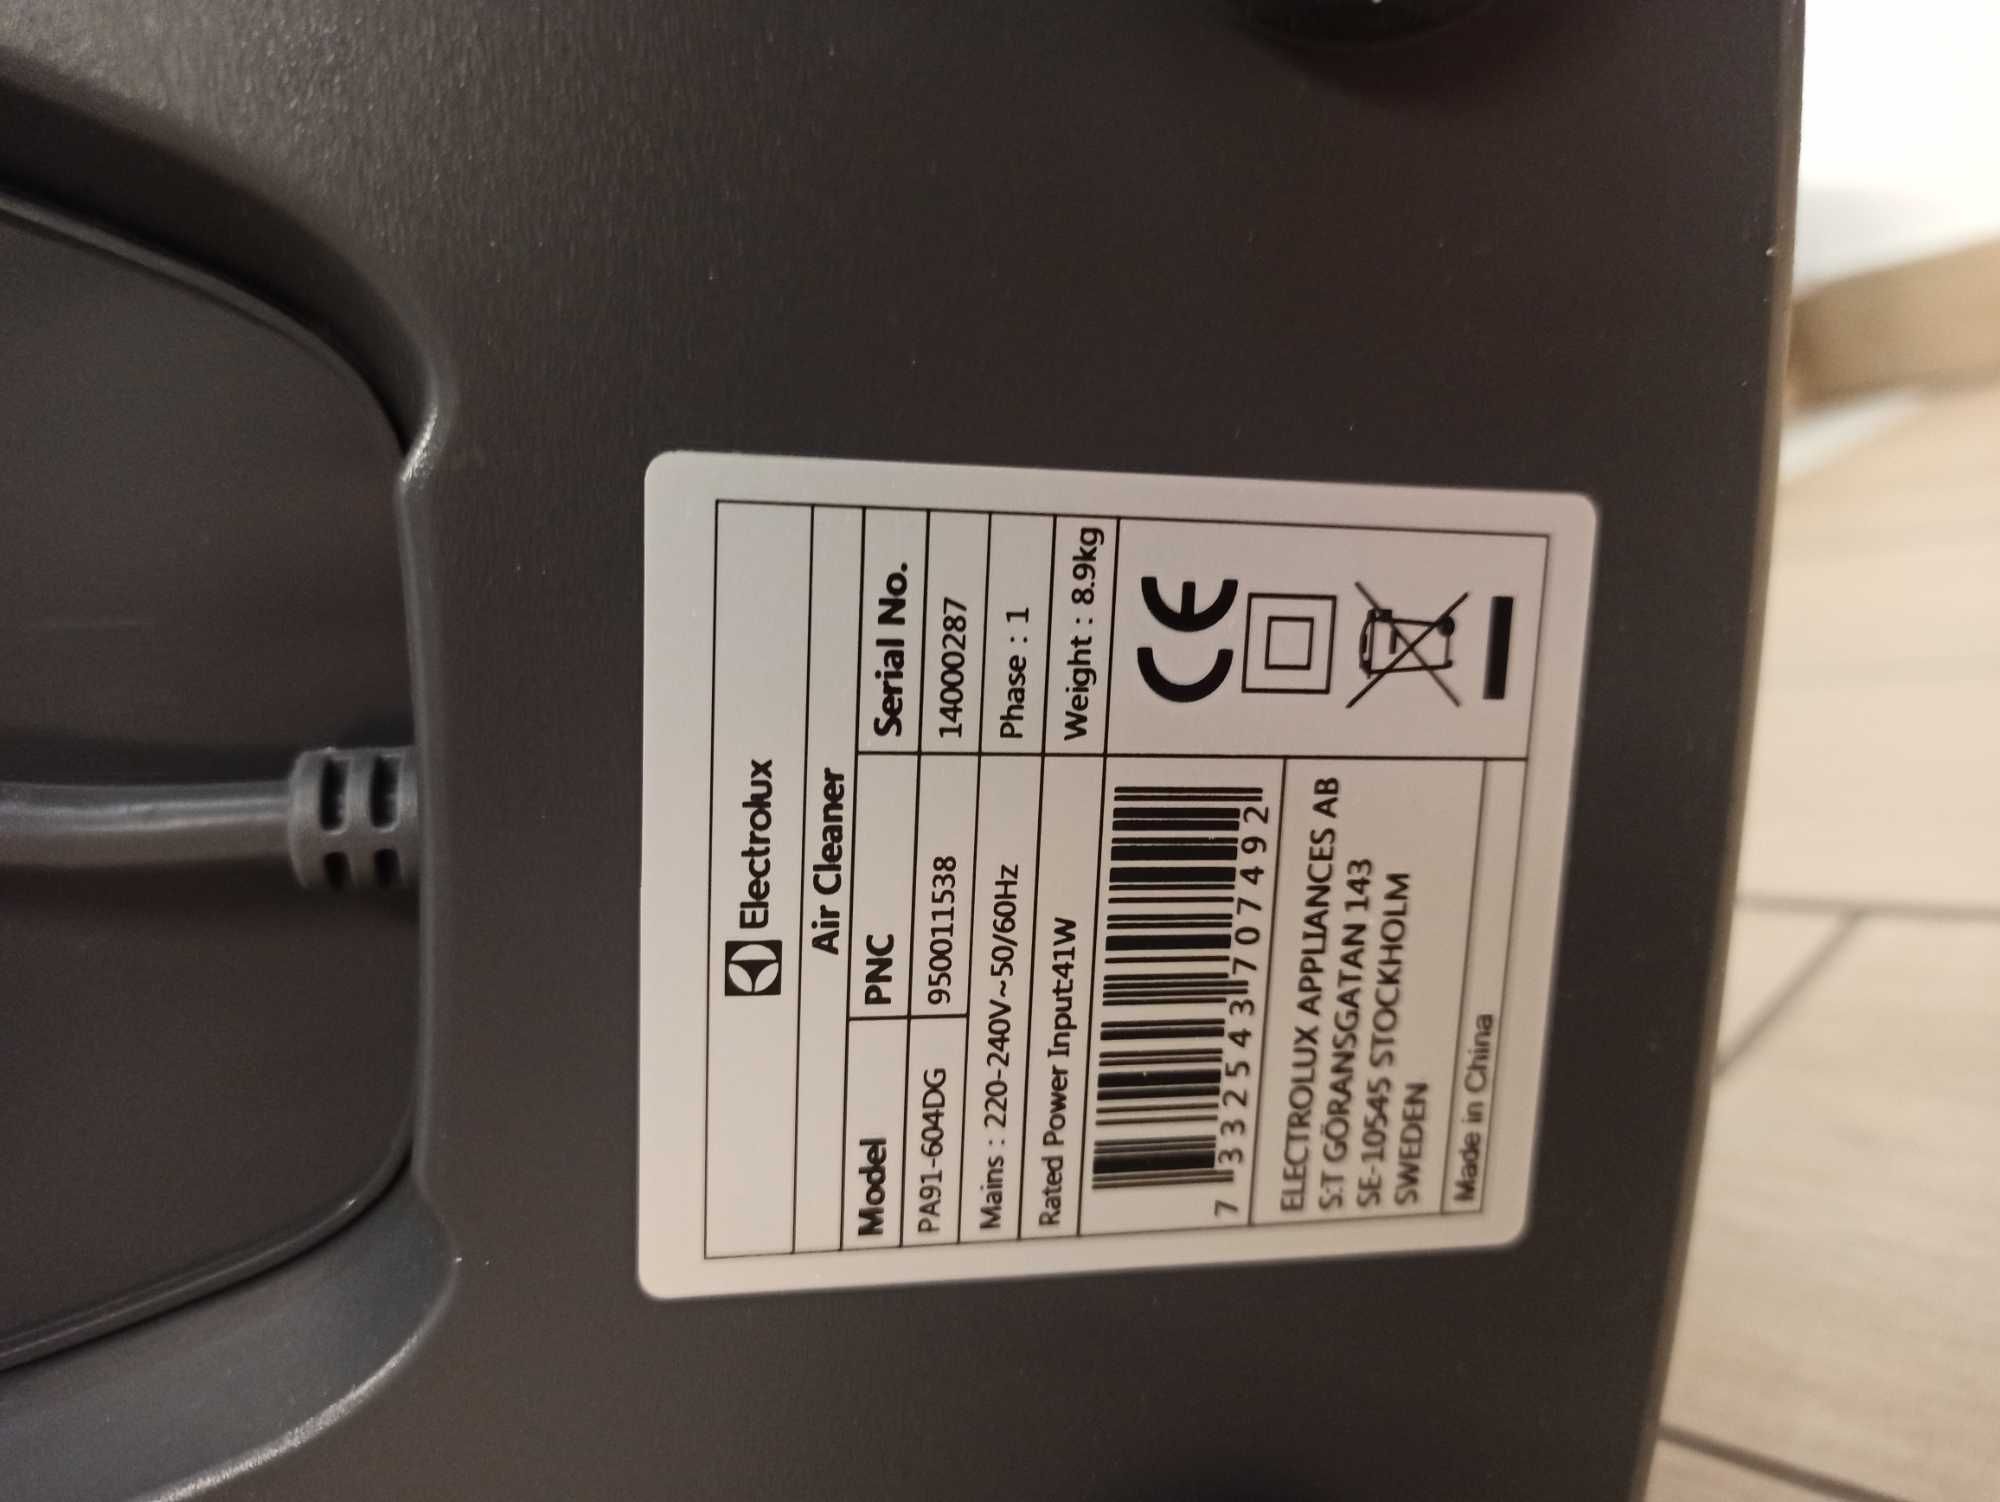 Electrolux
Air Cleaner
Model PNC Serial No.
PA91-604DG 950011538 14000287
Mains : 220-240V~50/60Hz Phase : 1
Rated Power Input:41W Weight : 8.9kg
7 332543 707492
CE
ELECTROLUX APPLIANCES AB
S:T GÖRANSGATAN 143
SE-10545 STOCKHOLM
SWEDEN
Made in China